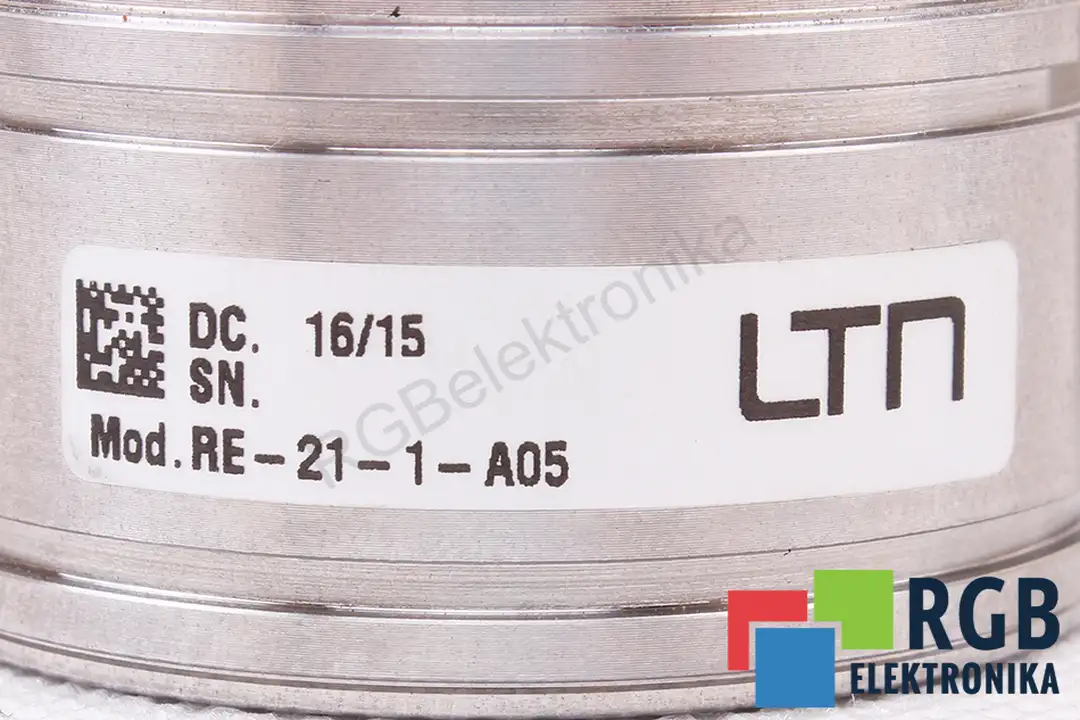 DC. 16/15
SN.
Mod. RE-21-1-A05
LTN
RGBelektronika
RGB
ELEKTRONIKA